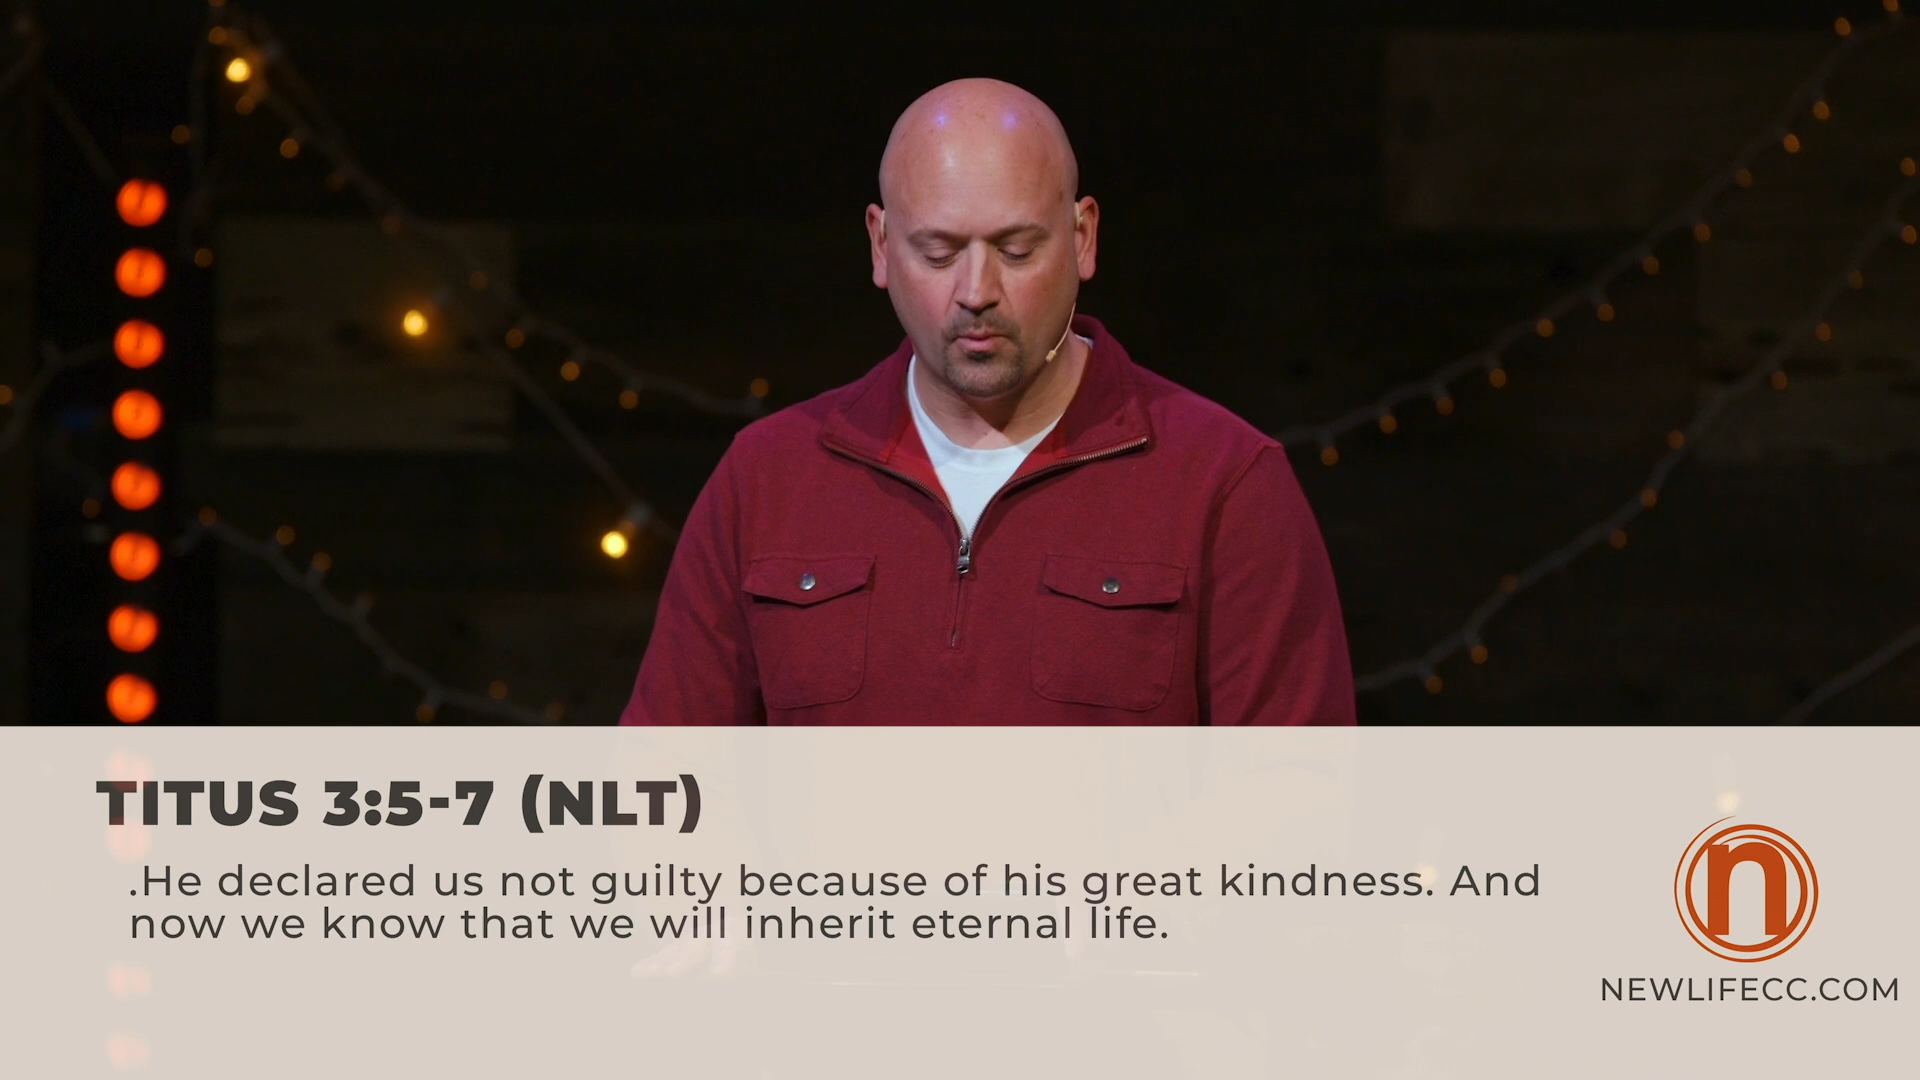 TITUS 3:5-7 (NLT)
.He declared us not guilty because of his great kindness. And
now we know that we will inherit eternal life.
n
NEWLIFECC.COM